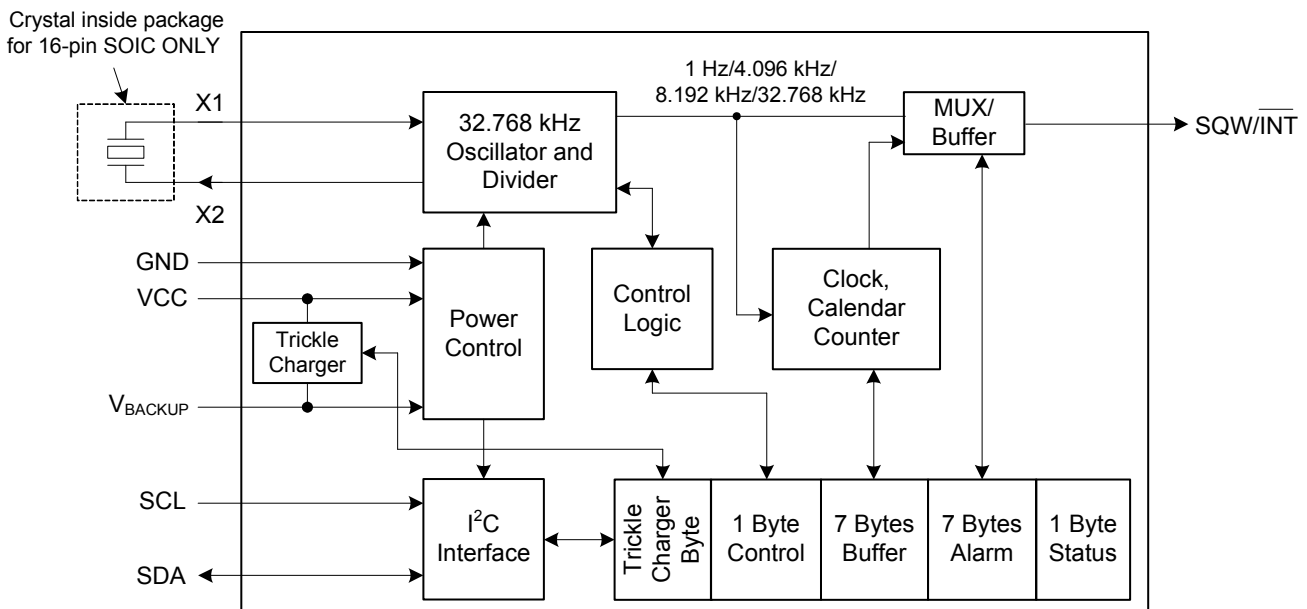 Crystal inside package
for 16-pin SOIC ONLY
X1
X2
GND
VCC
VBACKUP
SCL
SDA
32.768 kHz
Oscillator and
Divider
1 Hz/4.096 kHz/
8.192 kHz/32.768 kHz
MUX/
Buffer
SQW/INT
Trickle
Charger
Power
Control
Control
Logic
Clock,
Calendar
Counter
I2C
Interface
Trickle
Charger
Byte
1 Byte
Control
7 Bytes
Buffer
7 Bytes
Alarm
1 Byte
Status